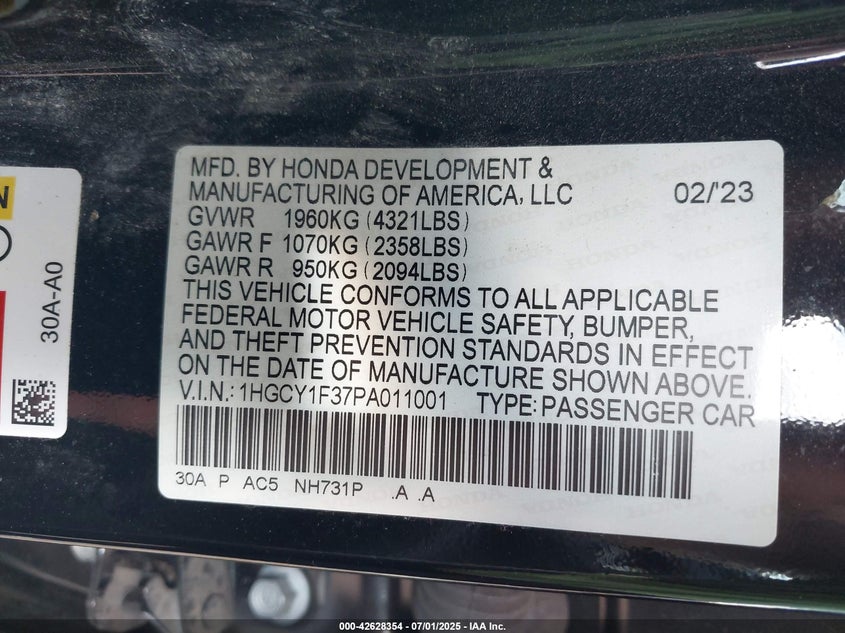 MFD. BY HONDA DEVELOPMENT &
MANUFACTURING OF AMERICA, LLC 02/'23
GVWR 1960KG (4321LBS)
GAWR F 1070KG (2358LBS)
GAWR R 950KG (2094LBS)
THIS VEHICLE CONFORMS TO ALL APPLICABLE
FEDERAL MOTOR VEHICLE SAFETY, BUMPER,
AND THEFT PREVENTION STANDARDS IN EFFECT
ON THE DATE OF MANUFACTURE SHOWN ABOVE.
V.I.N.: 1HGCY1F37PA011001 TYPE: PASSENGER CAR
30A P AC5 NH731P .A .A
N
30A-A0
000-42628354 / 07/01/2025 - IAA Inc.